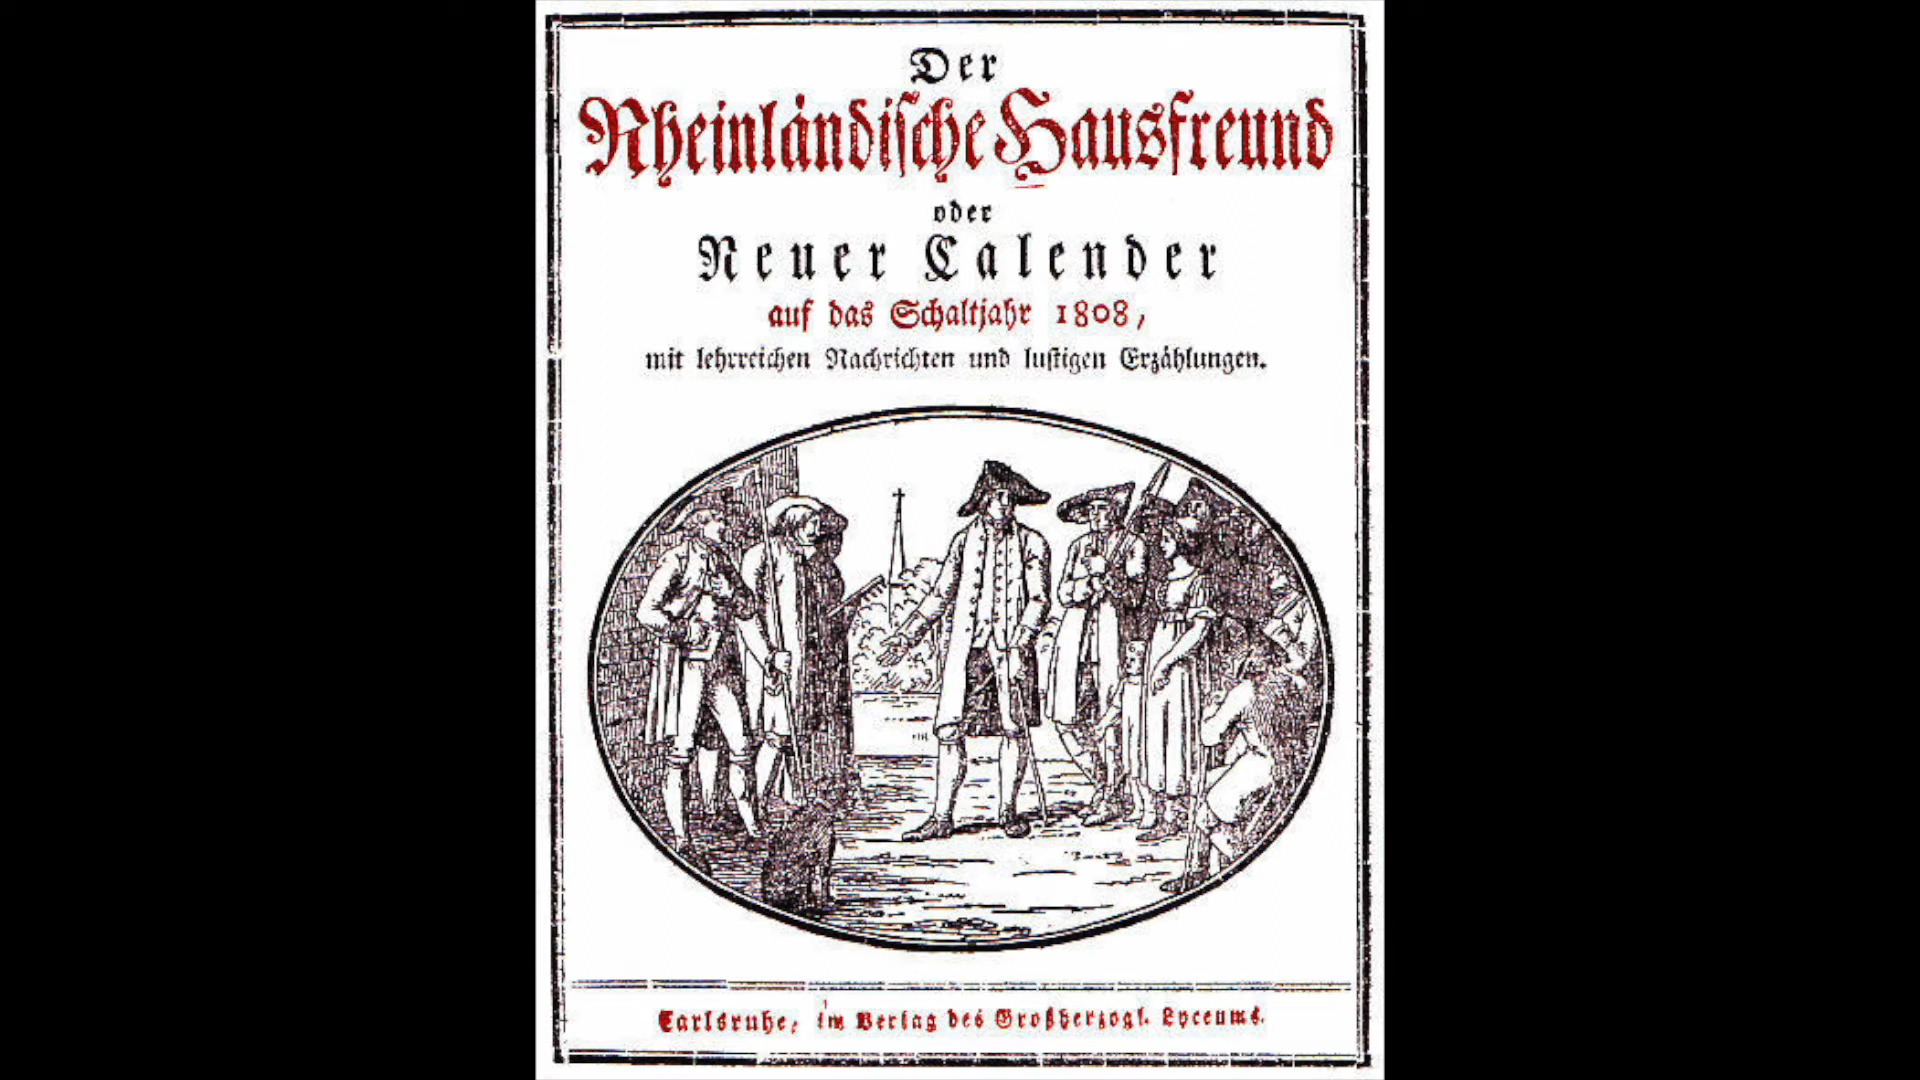 Der
Rheinländische Hausfreund
oder
Neuer Calender
auf das Schaltjahr 1808,
mit lehrreichen Nachrichten und lustigen Erzählungen.
Carlsruhe, im Verlag des Großherzogl. Lyceums.